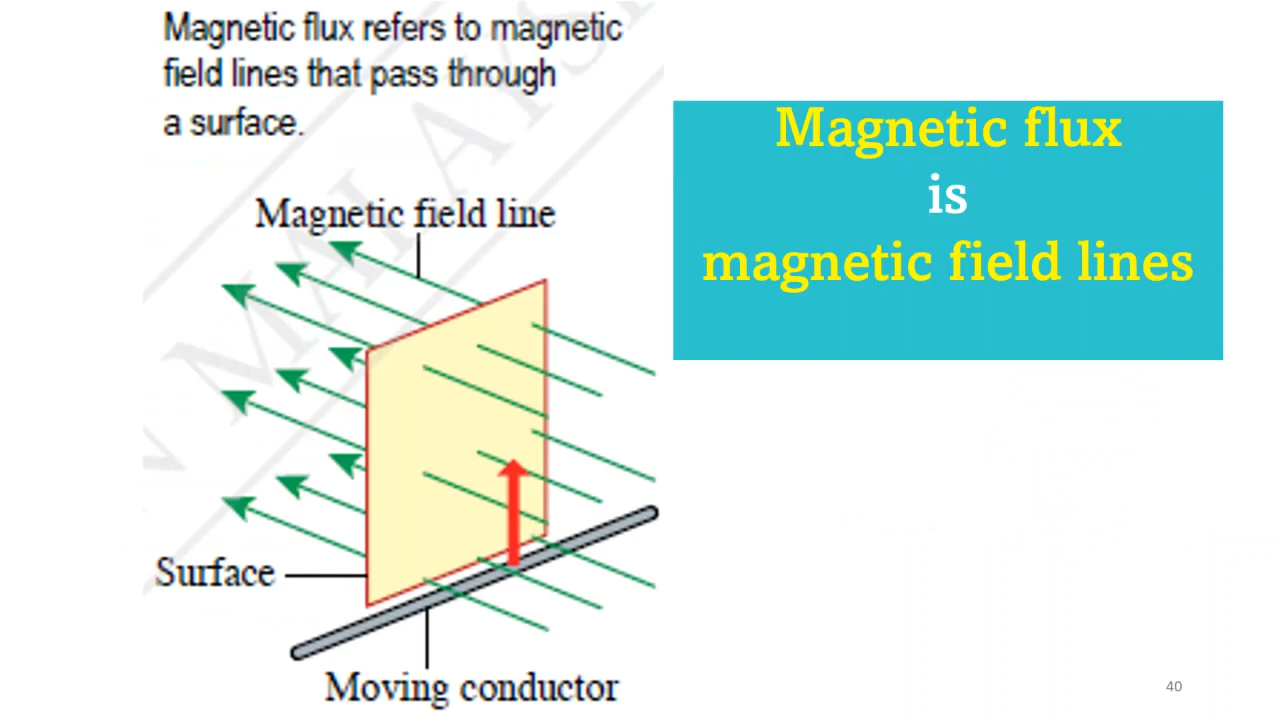 Magnetic flux refers to magnetic
field lines that pass through
a surface.
Magnetic flux
is
magnetic field lines
Magnetic field line
Surface
Moving conductor
40